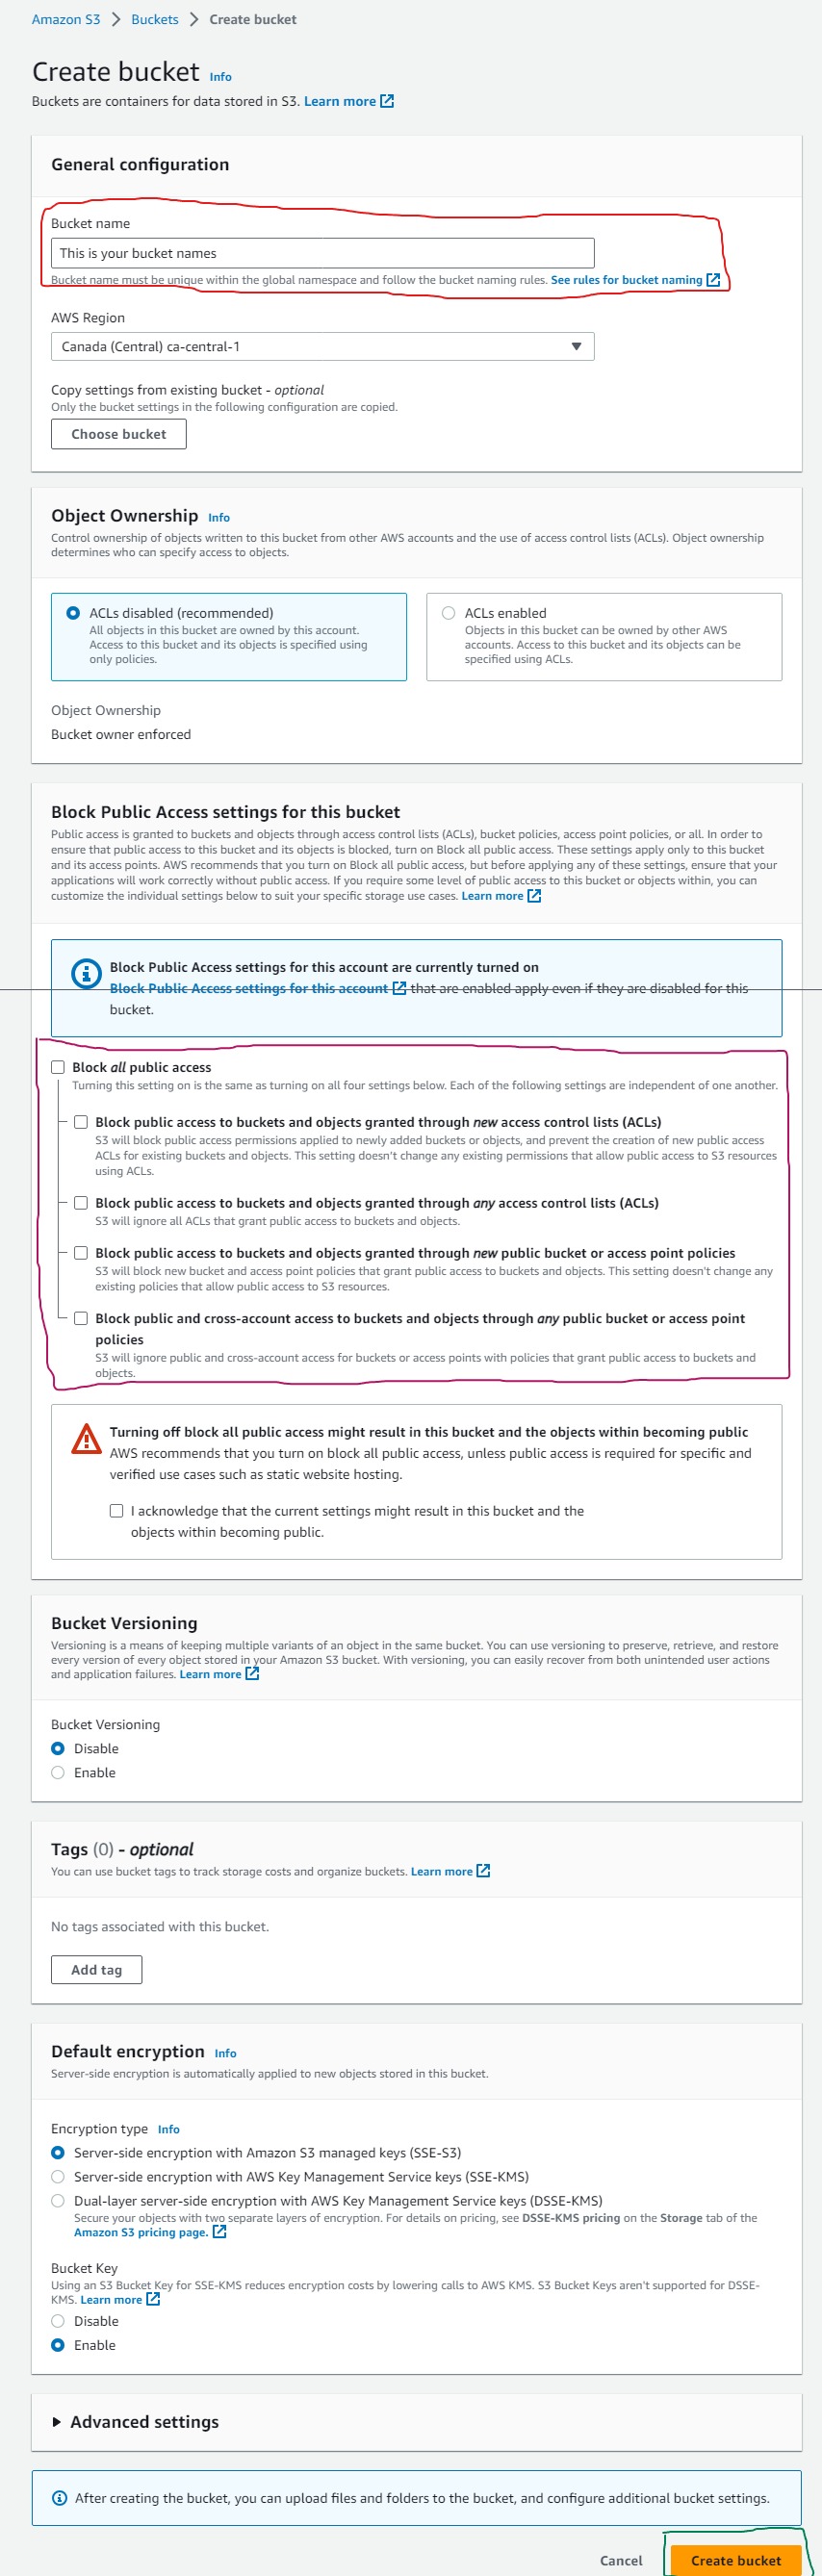 Amazon S3 > Buckets > Create bucket
Create bucket Info
Buckets are containers for data stored in S3. Learn more
General configuration
Bucket name
This is your bucket names
Bucket name must be unique within the global namespace and follow the bucket naming rules. See rules for bucket naming
AWS Region
Canada (Central) ca-central-1
Copy settings from existing bucket - optional
Only the bucket settings in the following configuration are copied.
Choose bucket
Object Ownership Info
Control ownership of objects written to this bucket from other AWS accounts and the use of access control lists (ACLs). Object ownership
determines who can specify access to objects.
ACLs disabled (recommended)
All objects in this bucket are owned by this account.
Access to this bucket and its objects is specified using
only policies.
ACLs enabled
Objects in this bucket can be owned by other AWS
accounts. Access to this bucket and its objects can be
specified using ACLs.
Object Ownership
Bucket owner enforced
Block Public Access settings for this bucket
Public access is granted to buckets and objects through access control lists (ACLs), bucket policies, access point policies, or all. In order to
ensure that public access to this bucket and its objects is blocked, turn on Block all public access. These settings apply only to this bucket
and its access points. AWS recommends that you turn on Block all public access, but before applying any of these settings, ensure that your
applications will work correctly without public access. If you require some level of public access to this bucket or objects within, you can
customize the individual settings below to suit your specific storage use cases. Learn more
Block Public Access settings for this account are currently turned on
Block Public Access settings for this account that are enabled apply even if they are disabled for this
bucket.
Block all public access
Turning this setting on is the same as turning on all four settings below. Each of the following settings are independent of one another.
Block public access to buckets and objects granted through new access control lists (ACLs)
S3 will block public access permissions applied to newly added buckets or objects, and prevent the creation of new public access
ACLs for existing buckets and objects. This setting doesn't change any existing permissions that allow public access to S3 resources
using ACLs.
Block public access to buckets and objects granted through any access control lists (ACLs)
S3 will ignore all ACLs that grant public access to buckets and objects.
Block public access to buckets and objects granted through new public bucket or access point policies
S3 will block new bucket and access point policies that grant public access to buckets and objects. This setting doesn't change any
existing policies that allow public access to S3 resources.
Block public and cross-account access to buckets and objects through any public bucket or access point
policies
S3 will ignore public and cross-account access for buckets or access points with policies that grant public access to buckets and
objects.
Turning off block all public access might result in this bucket and the objects within becoming public
AWS recommends that you turn on block all public access, unless public access is required for specific and
verified use cases such as static website hosting.
I acknowledge that the current settings might result in this bucket and the
objects within becoming public.
Bucket Versioning
Versioning is a means of keeping multiple variants of an object in the same bucket. You can use versioning to preserve, retrieve, and restore
every version of every object stored in your Amazon S3 bucket. With versioning, you can easily recover from both unintended user actions
and application failures. Learn more
Bucket Versioning
Disable
Enable
Tags (0) - optional
You can use bucket tags to track storage costs and organize buckets. Learn more
No tags associated with this bucket.
Add tag
Default encryption Info
Server-side encryption is automatically applied to new objects stored in this bucket.
Encryption type Info
Server-side encryption with Amazon S3 managed keys (SSE-S3)
Server-side encryption with AWS Key Management Service keys (SSE-KMS)
Dual-layer server-side encryption with AWS Key Management Service keys (DSSE-KMS)
Secure your objects with two separate layers of encryption. For details on pricing, see DSSE-KMS pricing on the Storage tab of the
Amazon S3 pricing page.
Bucket Key
Using an S3 Bucket Key for SSE-KMS reduces encryption costs by lowering calls to AWS KMS. S3 Bucket Keys aren't supported for DSSE-
KMS. Learn more
Disable
Enable
Advanced settings
After creating the bucket, you can upload files and folders to the bucket, and configure additional bucket settings.
Cancel Create bucket